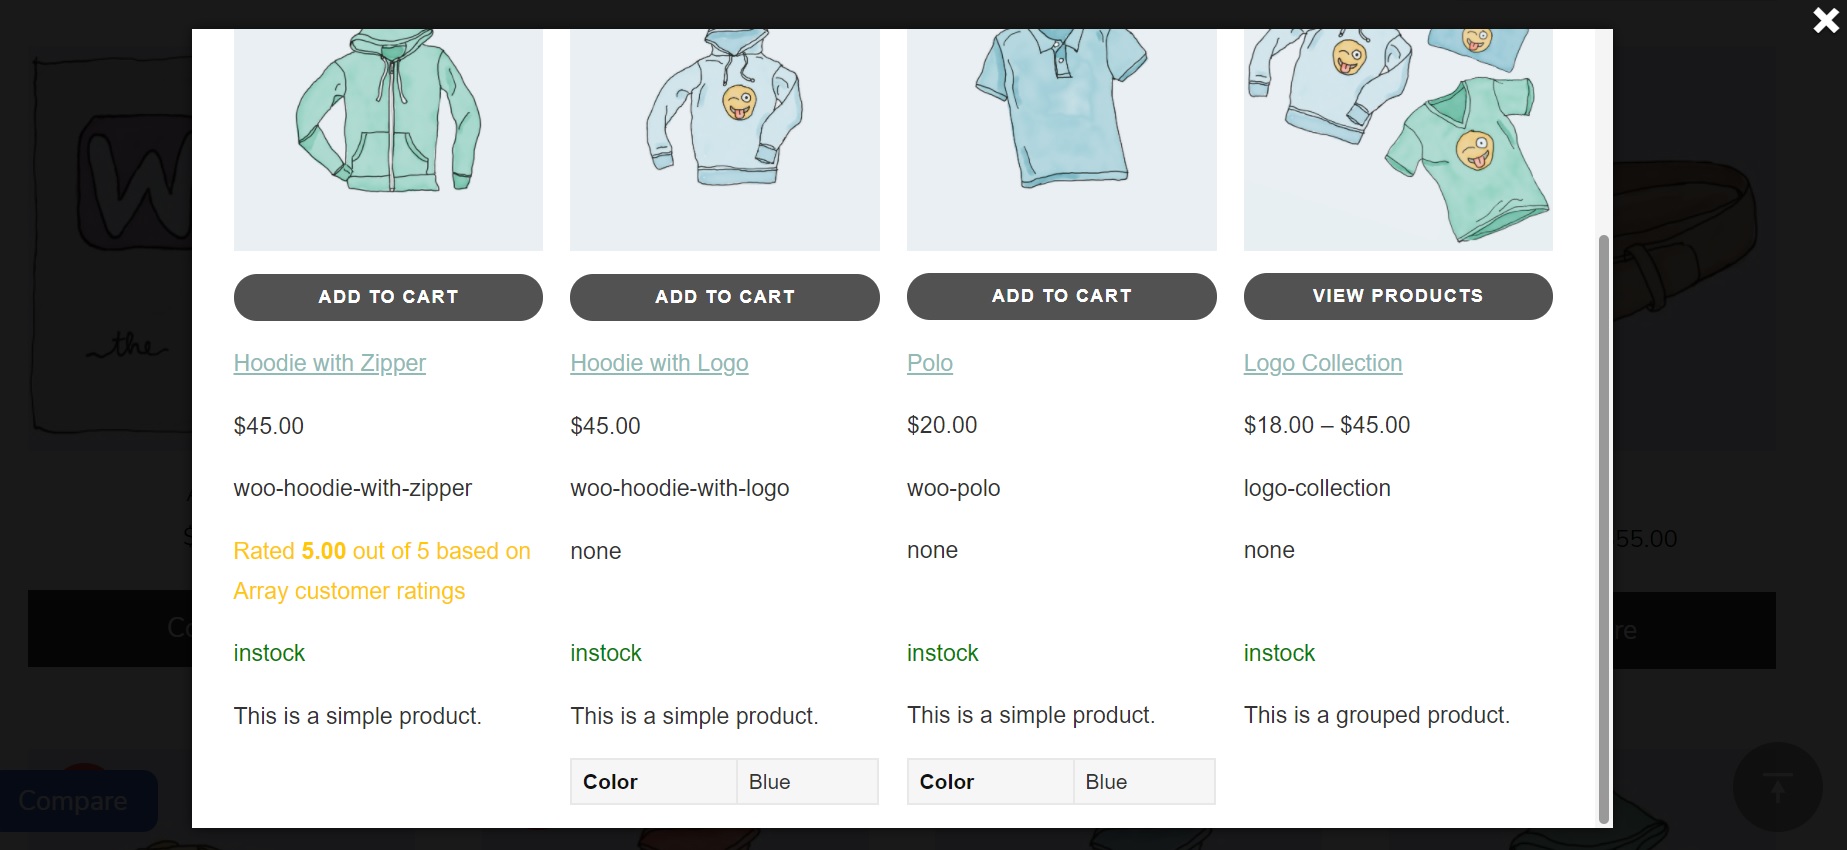 ADD TO CART ADD TO CART ADD TO CART VIEW PRODUCTS
Hoodie with Zipper Hoodie with Logo Polo Logo Collection
$45.00 $45.00 $20.00 $18.00 – $45.00
woo-hoodie-with-zipper woo-hoodie-with-logo woo-polo logo-collection
Rated 5.00 out of 5 based on none none none
Array customer ratings
instock instock instock instock
This is a simple product. This is a simple product. This is a simple product. This is a grouped product.
Color Blue Color Blue
W
the
55.00
Compare